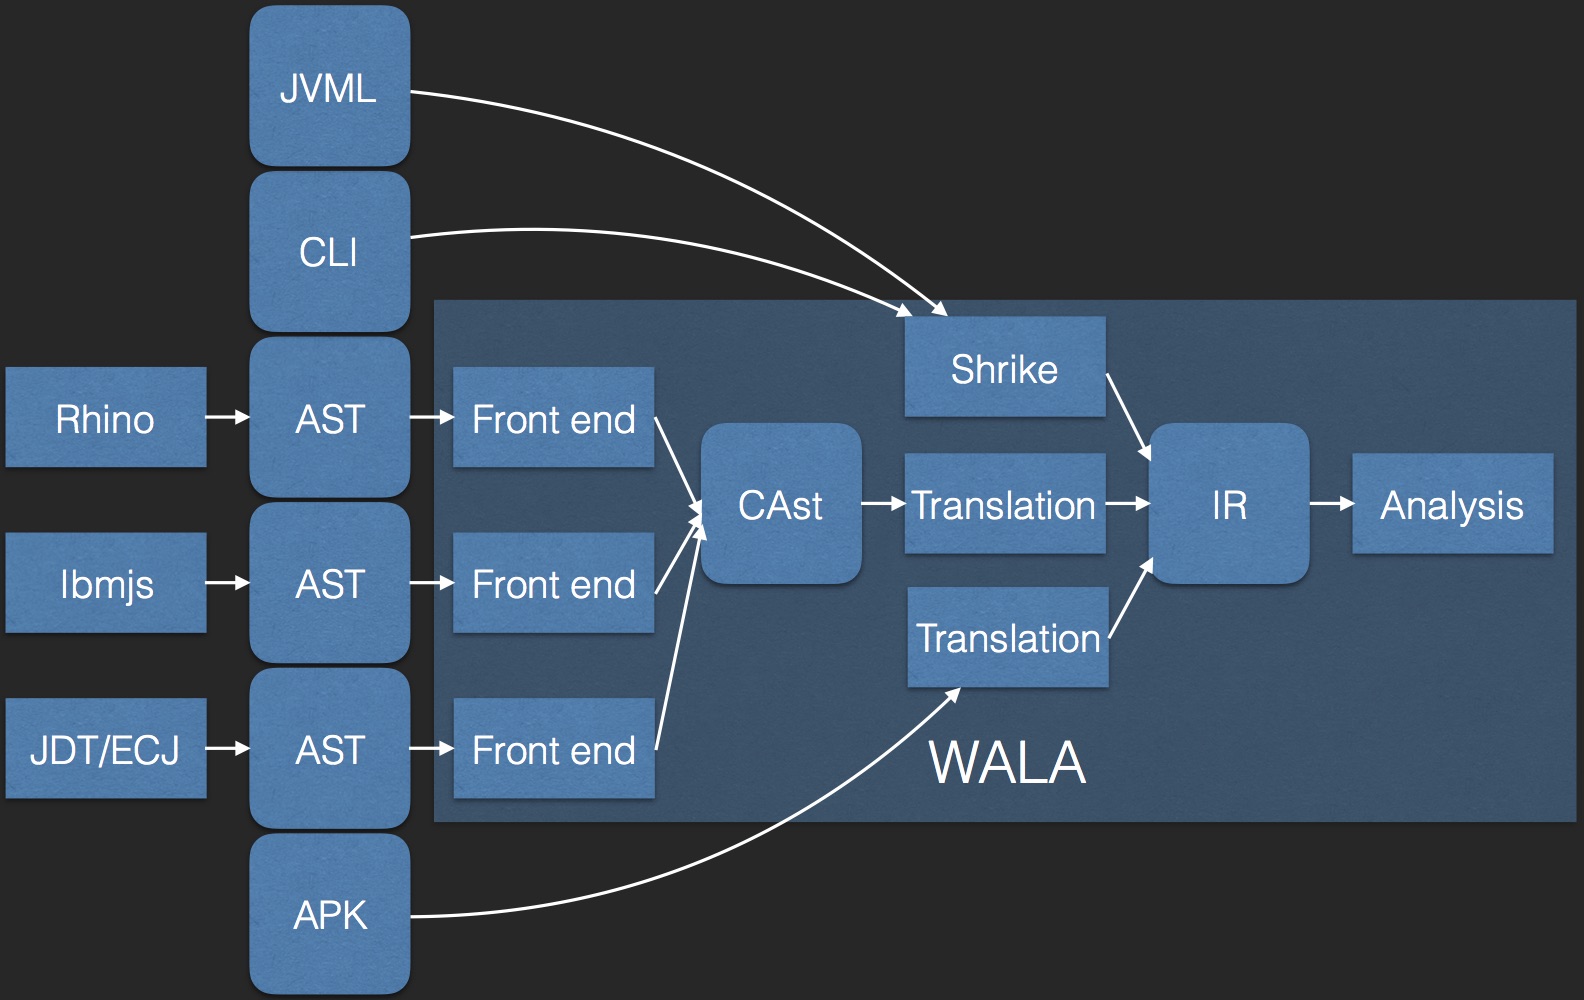 JVML
CLI
Shrike
Rhino
AST
Front end
CAst
Translation
IR
Analysis
Ibmjs
AST
Front end
Translation
JDT/ECJ
AST
Front end
WALA
APK